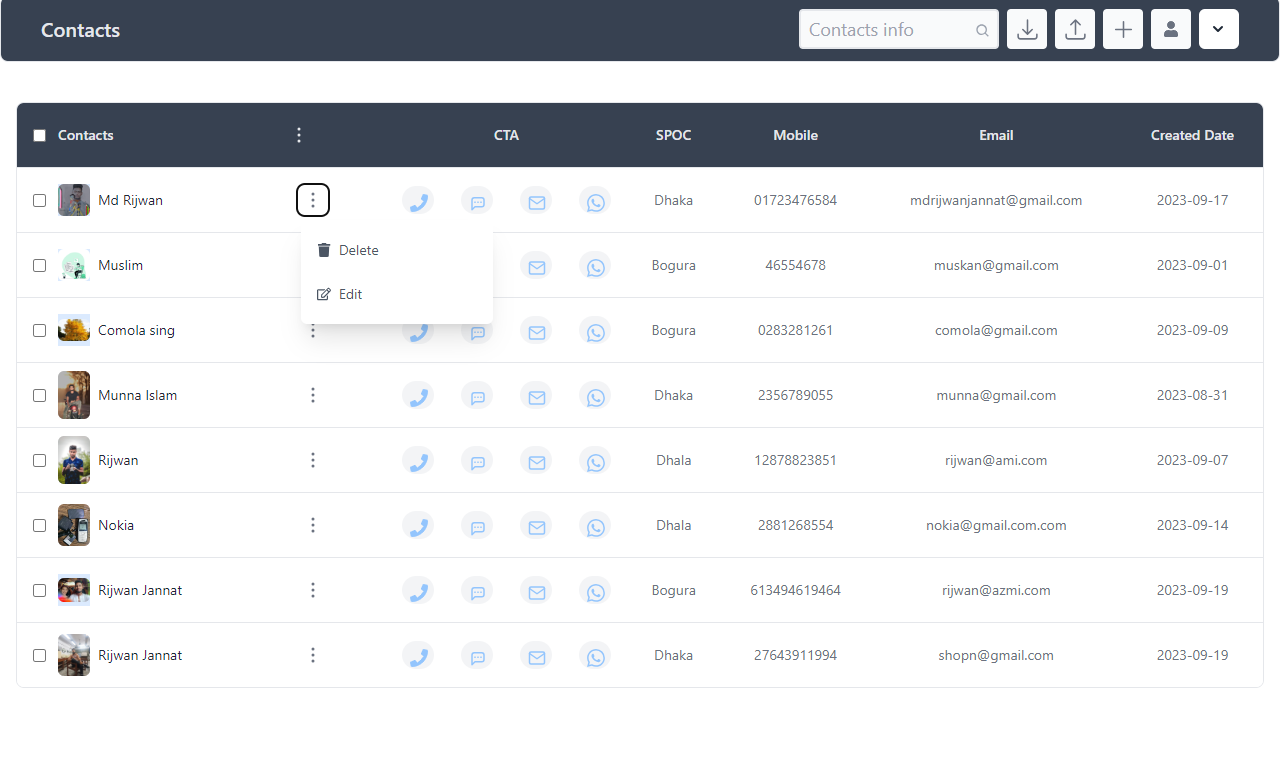 Contacts
Contacts info
Contacts CTA SPOC Mobile Email Created Date
Md Rijwan Dhaka 01723476584 mdrijwanjannat@gmail.com 2023-09-17
Delete
Muslim Bogura 46554678 muskan@gmail.com 2023-09-01
Edit
Comola sing Bogura 0283281261 comola@gmail.com 2023-09-09
Munna Islam Dhaka 2356789055 munna@gmail.com 2023-08-31
Rijwan Dhala 12878823851 rijwan@ami.com 2023-09-07
Nokia Dhala 2881268554 nokia@gmail.com.com 2023-09-14
Rijwan Jannat Bogura 613494619464 rijwan@azmi.com 2023-09-19
Rijwan Jannat Dhaka 27643911994 shopn@gmail.com 2023-09-19